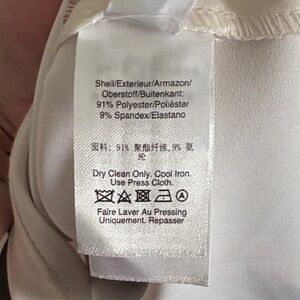 Shell/Exterieur/Armazon/
Oberstoff/Buitenkant:
91% Polyester/Poliéster
9% Spandex/Elastano
面料: 91% 聚酯纤维, 9% 氨
纶
Dry Clean Only. Cool Iron.
Use Press Cloth.
A
Faire Laver Au Pressing
Uniquement. Repasser